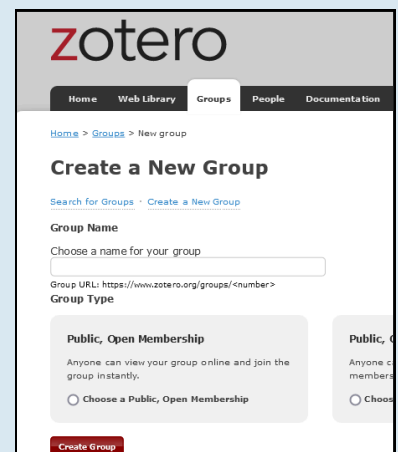 zotero
Home Web Library Groups People Documentation
Home > Groups > New group
Create a New Group
Search for Groups · Create a New Group
Group Name
Choose a name for your group
Group URL: https://www.zotero.org/groups/<number>
Group Type
Public, Open Membership
Public,
Anyone can view your group online and join the
Anyone
group instantly.
Choose a Public, Open Membership
Create Group